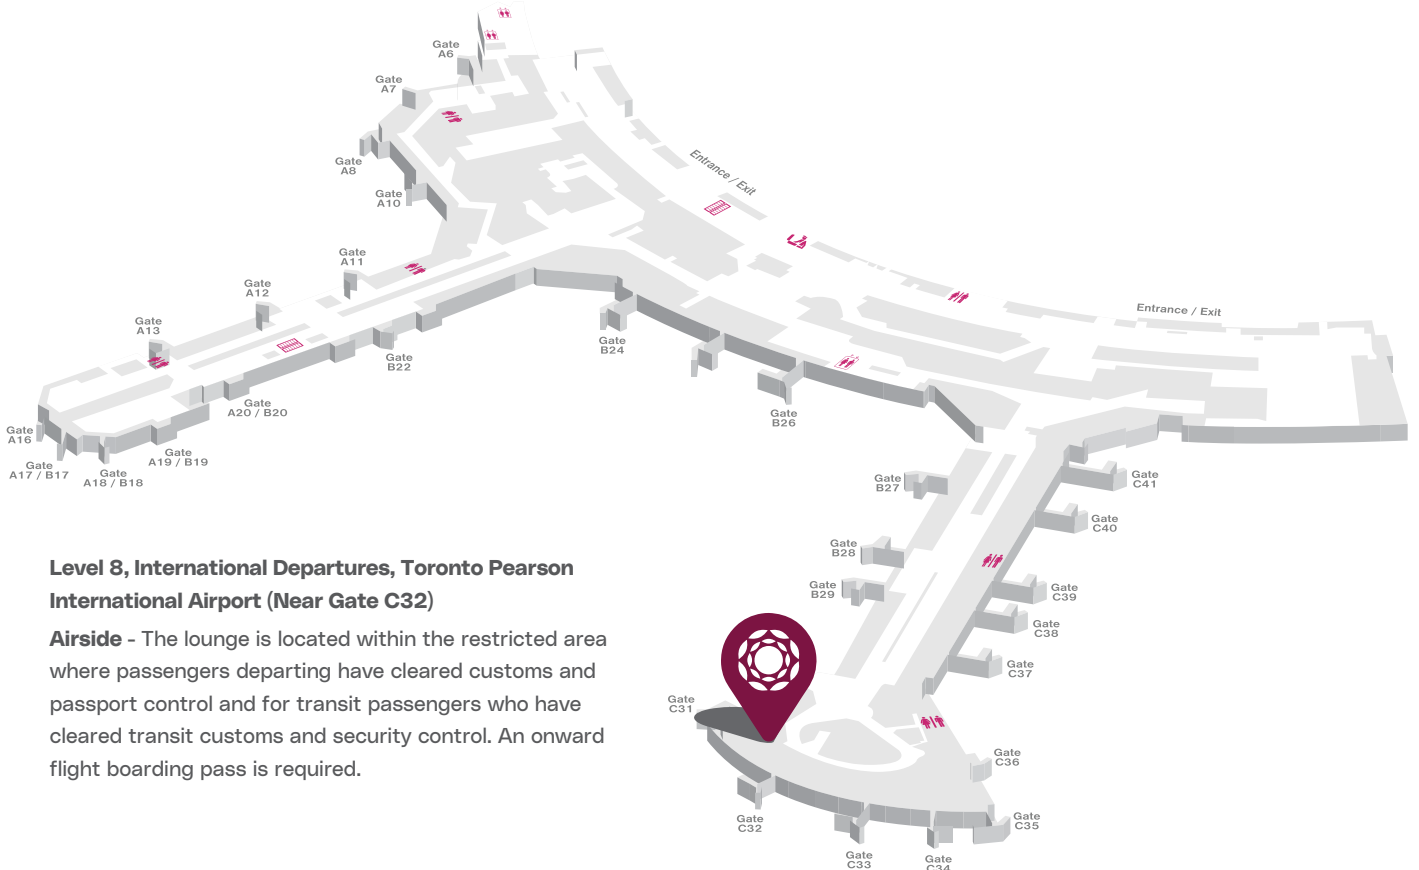 Gate
A6
Gate
A7
Gate
A8
Gate
A10
Entrance / Exit
Gate
A11
Gate
A12
Gate
A13
Entrance / Exit
Gate
B24
Gate
B22
Gate
A20 / B20
Gate
B26
Gate
A16
Gate
A17 / B17
Gate
A18 / B18
Gate
A19 / B19
Gate
B27
Gate
C41
Gate
C40
Gate
B28
Gate
B29
Gate
C39
Gate
C38
Gate
C37
Level 8, International Departures, Toronto Pearson
International Airport (Near Gate C32)
Airside - The lounge is located within the restricted area
where passengers departing have cleared customs and
passport control and for transit passengers who have
cleared transit customs and security control. An onward
flight boarding pass is required.
Gate
C31
Gate
C36
Gate
C32
Gate
C35
Gate
C33
Gate
C34